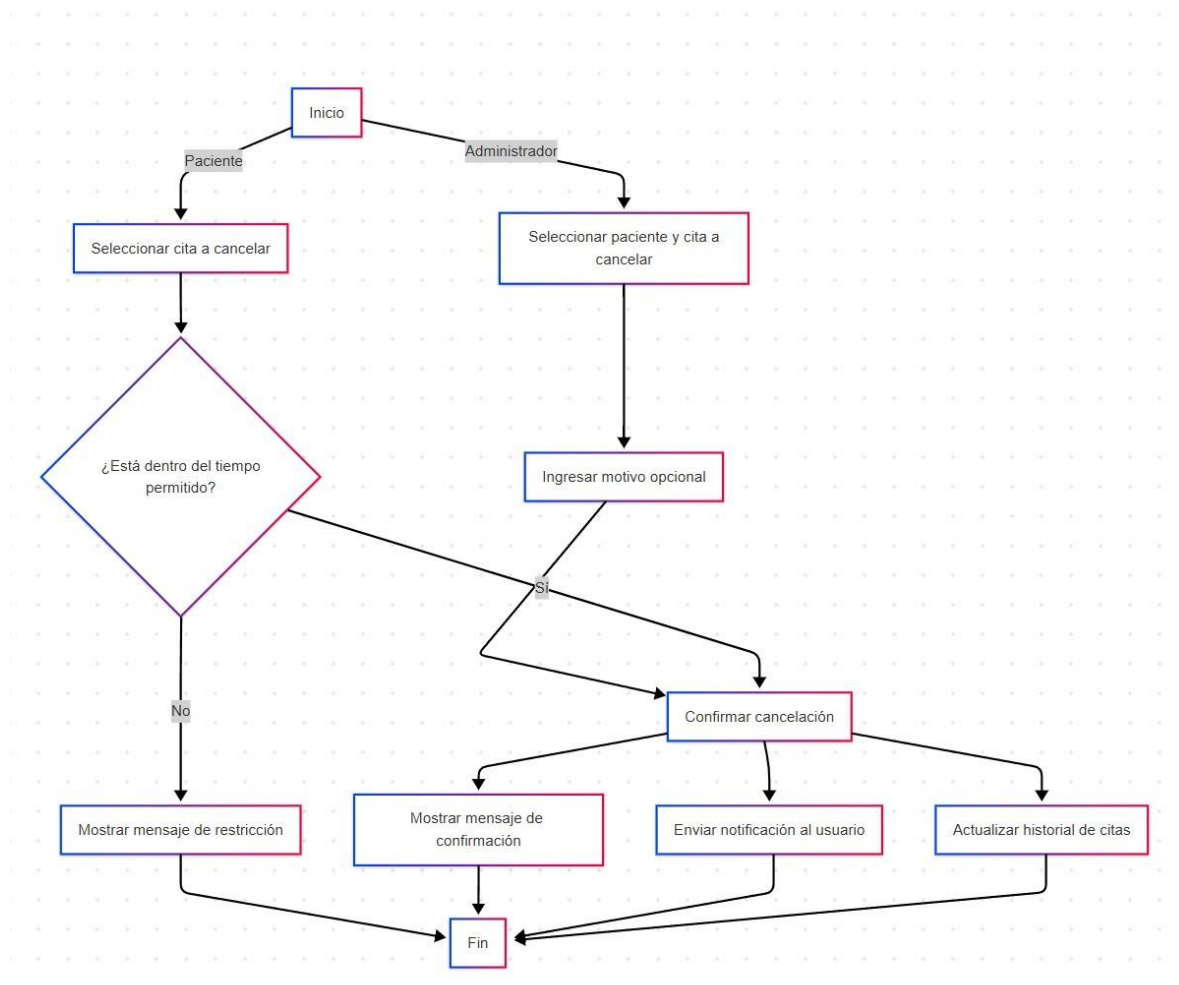 Inicio
Paciente
Administrador
Seleccionar cita a cancelar
Seleccionar paciente y cita a
cancelar
¿Está dentro del tiempo
permitido?
Ingresar motivo opcional
Sí
No
Confirmar cancelación
Mostrar mensaje de restricción
Mostrar mensaje de
confirmación
Enviar notificación al usuario
Actualizar historial de citas
Fin